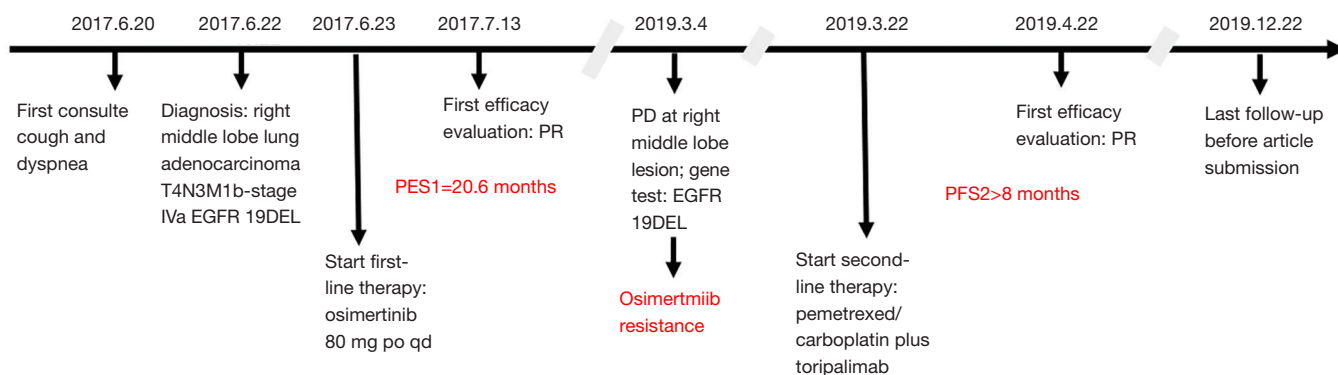 2017.6.20
2017.6.22
2017.6.23
2017.7.13
2019.3.4
2019.3.22
2019.4.22
2019.12.22
First consulte
cough and
dyspnea
Diagnosis: right
middle lobe lung
adenocarcinoma
T4N3M1b-stage
IVa EGFR 19DEL
Start first-
line therapy:
osimertinib
80 mg po qd
First efficacy
evaluation: PR
PES1=20.6 months
PD at right
middle lobe
lesion; gene
test: EGFR
19DEL
Osimertmiib
resistance
Start second-
line therapy:
pemetrexed/
carboplatin plus
toripalimab
First efficacy
evaluation: PR
PFS2>8 months
Last follow-up
before article
submission